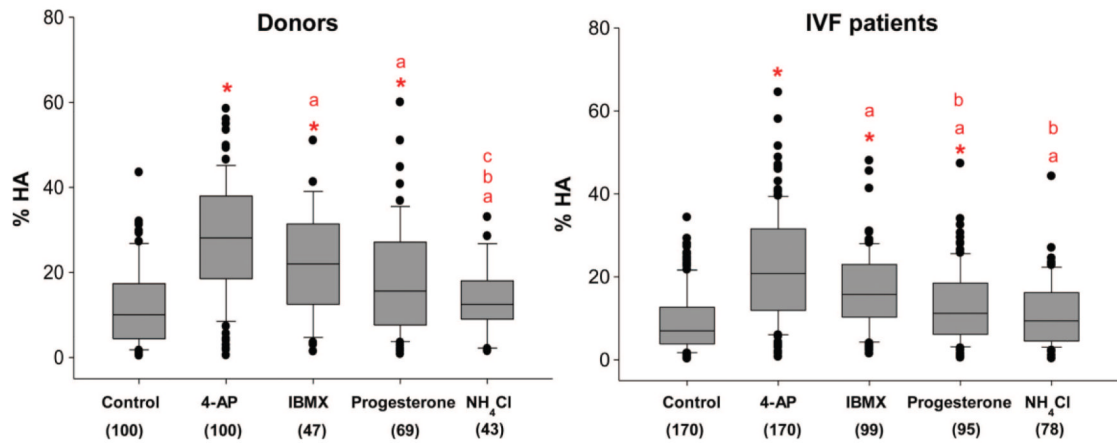 Donors
% HA
80
60
40
20
0
*
a
*
a
*
c
b
a
Control 4-AP IBMX Progesterone NH4Cl
(100) (100) (47) (69) (43)
IVF patients
% HA
80
60
40
20
0
*
a
*
b
a
*
b
a
Control 4-AP IBMX Progesterone NH4Cl
(170) (170) (99) (95) (78)